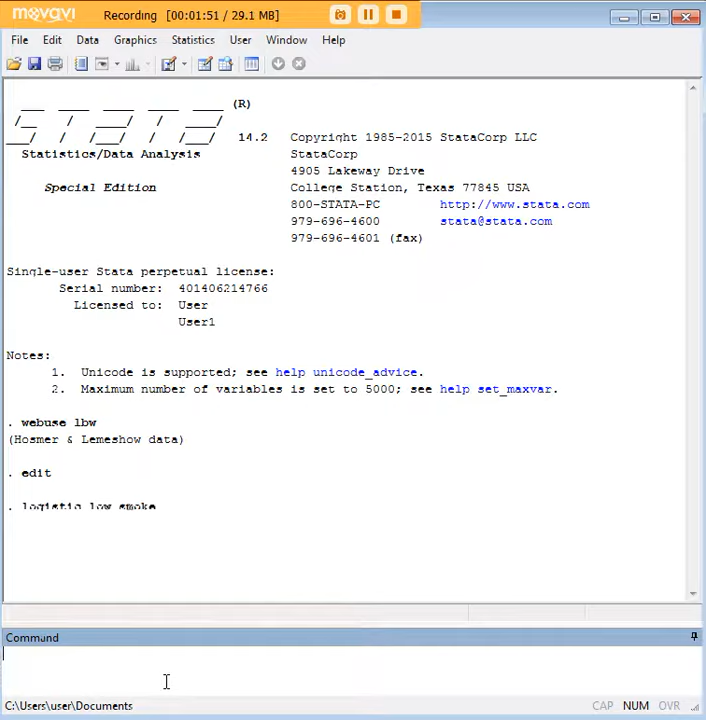 movavi Recording [00:01:51 / 29.1 MB]
File Edit Data Graphics Statistics User Window Help
(R)
14.2 Copyright 1985-2015 StataCorp LLC
Statistics/Data Analysis StataCorp
4905 Lakeway Drive
Special Edition College Station, Texas 77845 USA
800-STATA-PC http://www.stata.com
979-696-4600 stata@stata.com
979-696-4601 (fax)
Single-user Stata perpetual license:
Serial number: 401406214766
Licensed to: User
User1
Notes:
1. Unicode is supported; see help unicode_advice.
2. Maximum number of variables is set to 5000; see help set_maxvar.
. webuse lbw
(Hosmer & Lemeshow data)
. edit
. logistic low smoke
Command
C:\Users\user\Documents CAP NUM OVR